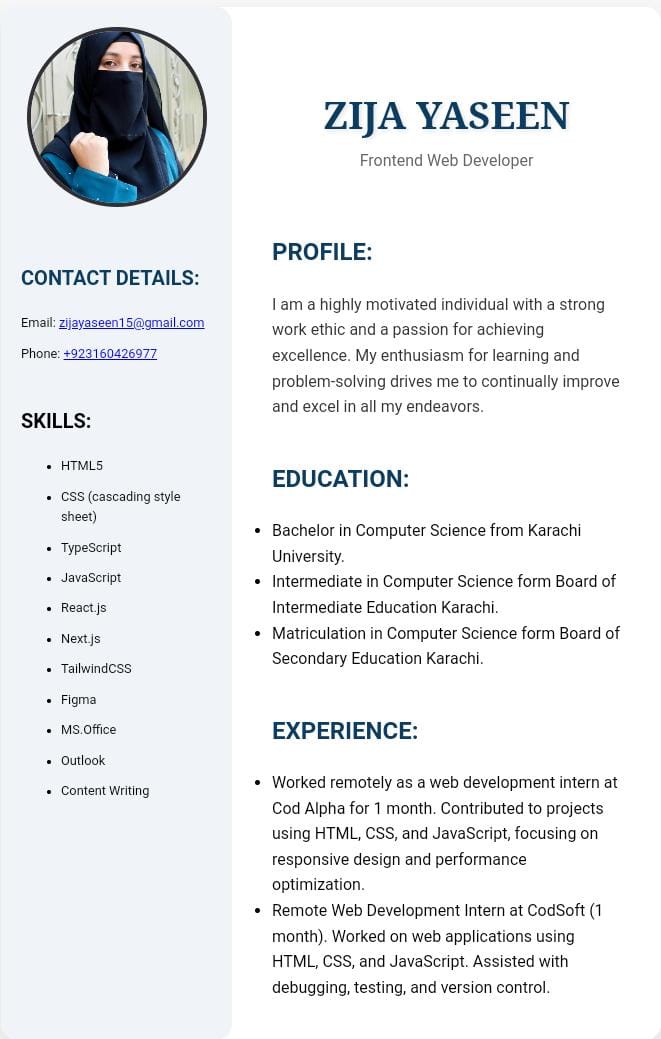 ZIJA YASEEN
Frontend Web Developer
CONTACT DETAILS:
Email: zijayaseen15@gmail.com
Phone: +923160426977
SKILLS:
HTML5
CSS (cascading style
sheet)
TypeScript
JavaScript
React.js
Next.js
TailwindCSS
Figma
MS.Office
Outlook
Content Writing
PROFILE:
I am a highly motivated individual with a strong
work ethic and a passion for achieving
excellence. My enthusiasm for learning and
problem-solving drives me to continually improve
and excel in all my endeavors.
EDUCATION:
Bachelor in Computer Science from Karachi
University.
Intermediate in Computer Science form Board of
Intermediate Education Karachi.
Matriculation in Computer Science form Board of
Secondary Education Karachi.
EXPERIENCE:
Worked remotely as a web development intern at
Cod Alpha for 1 month. Contributed to projects
using HTML, CSS, and JavaScript, focusing on
responsive design and performance
optimization.
Remote Web Development Intern at CodSoft (1
month). Worked on web applications using
HTML, CSS, and JavaScript. Assisted with
debugging, testing, and version control.